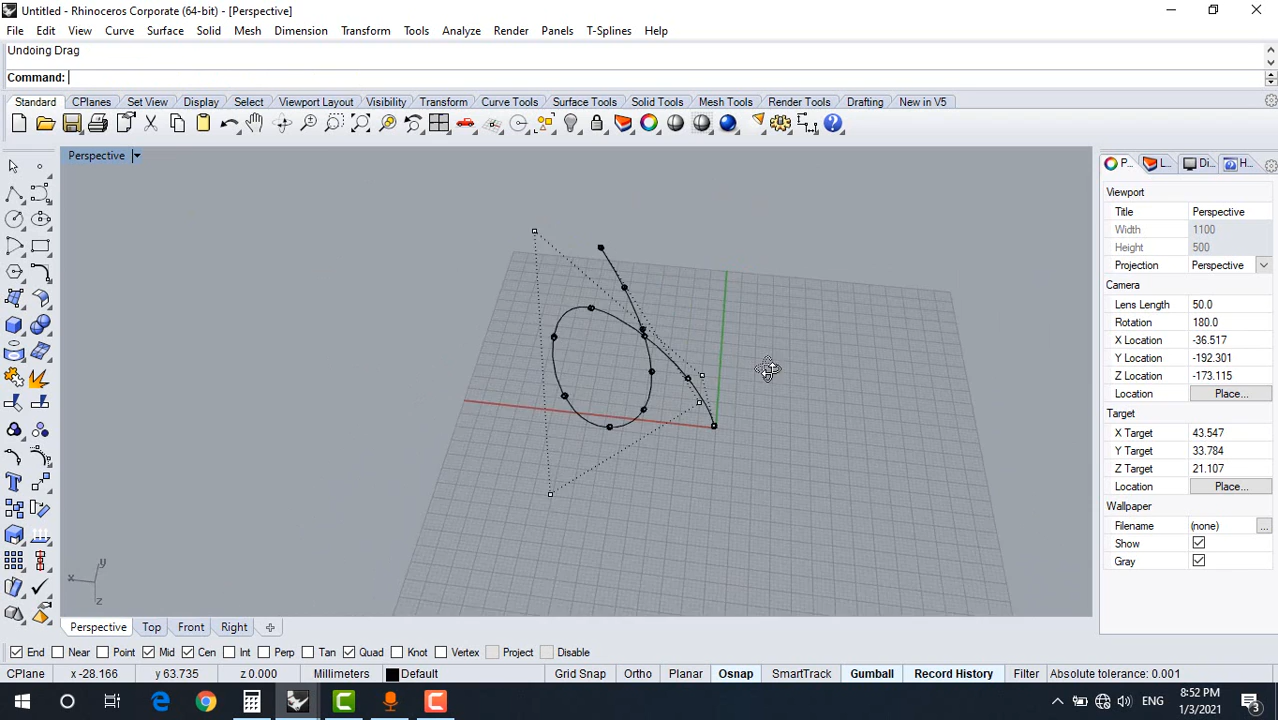 Untitled - Rhinoceros Corporate (64-bit) - [Perspective]
File Edit View Curve Surface Solid Mesh Dimension Transform Tools Analyze Render Panels T-Splines Help
Undoing Drag
Command:
Standard CPlanes Set View Display Select Viewport Layout Visibility Transform Curve Tools Surface Tools Solid Tools Mesh Tools Render Tools Drafting New in V5
Perspective
P... L... Di... H...
Viewport
Title Perspective
Width 1100
Height 500
Projection Perspective
Camera
Lens Length 50.0
Rotation 180.0
X Location -36.517
Y Location -192.301
Z Location -173.115
Location Place...
Target
X Target 43.547
Y Target 33.784
Z Target 21.107
Location Place...
Wallpaper
Filename (none) ...
Show
Gray
x y z
Perspective Top Front Right
End Near Point Mid Cen Int Perp Tan Quad Knot Vertex Project Disable
CPlane x -28.166 y 63.735 z 0.000 Millimeters Default Grid Snap Ortho Planar Osnap SmartTrack Gumball Record History Filter Absolute tolerance: 0.001
ENG
8:52 PM
1/3/2021
3